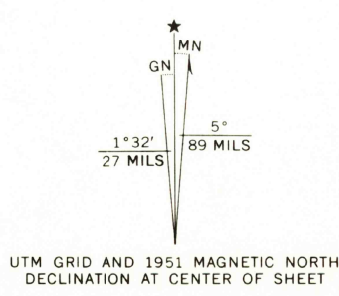 MN
GN
1°32'
27 MILS
5°
89 MILS
UTM GRID AND 1951 MAGNETIC NORTH
DECLINATION AT CENTER OF SHEET